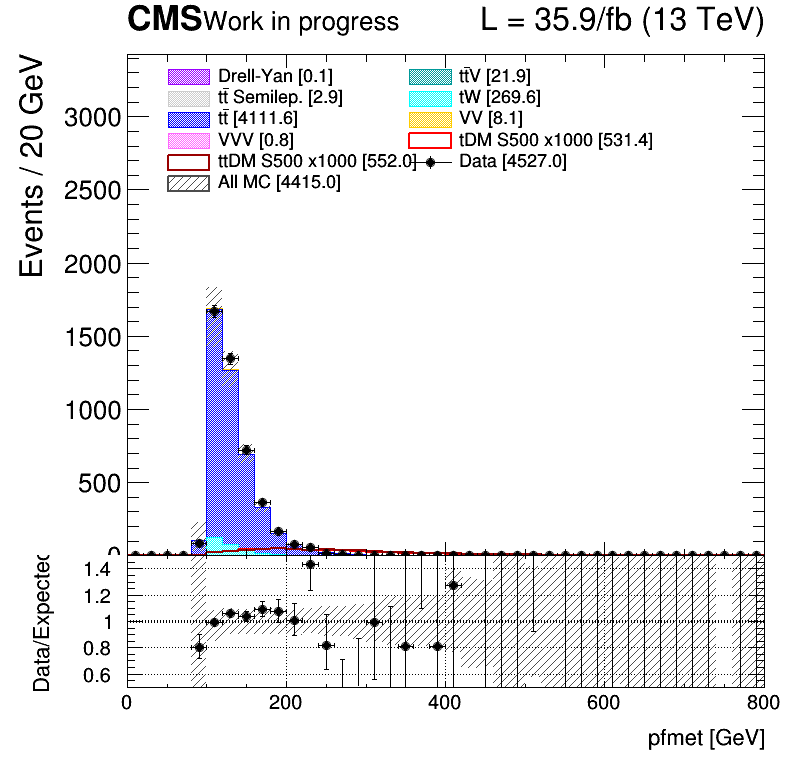 CMS Work in progress L = 35.9/fb (13 TeV)
Events / 20 GeV
Drell-Yan [0.1] tt̄V [21.9]
tt̄ Semilep. [2.9] tW [269.6]
tt̄ [4111.6] VV [8.1]
VVV [0.8] tDM S500 x1000 [531.4]
ttDM S500 x1000 [552.0] Data [4527.0]
All MC [4415.0]
3000
2500
2000
1500
1000
500
0
Data/Expected
1.4
1.2
1
0.8
0.6
0 200 400 600 800
pfmet [GeV]